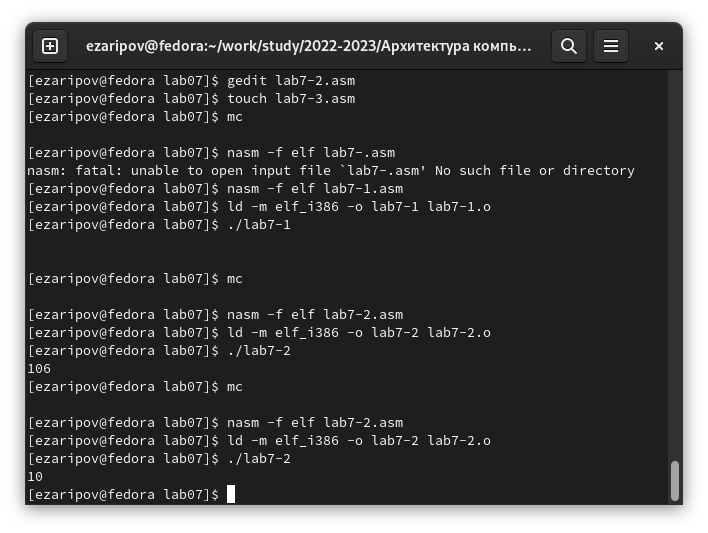 ezaripov@fedora:~/work/study/2022-2023/Архитектура компь...
[ezaripov@fedora lab07]$ gedit lab7-2.asm
[ezaripov@fedora lab07]$ touch lab7-3.asm
[ezaripov@fedora lab07]$ mc
[ezaripov@fedora lab07]$ nasm -f elf lab7-.asm
nasm: fatal: unable to open input file `lab7-.asm' No such file or directory
[ezaripov@fedora lab07]$ nasm -f elf lab7-1.asm
[ezaripov@fedora lab07]$ ld -m elf_i386 -o lab7-1 lab7-1.o
[ezaripov@fedora lab07]$ ./lab7-1
[ezaripov@fedora lab07]$ mc
[ezaripov@fedora lab07]$ nasm -f elf lab7-2.asm
[ezaripov@fedora lab07]$ ld -m elf_i386 -o lab7-2 lab7-2.o
[ezaripov@fedora lab07]$ ./lab7-2
106
[ezaripov@fedora lab07]$ mc
[ezaripov@fedora lab07]$ nasm -f elf lab7-2.asm
[ezaripov@fedora lab07]$ ld -m elf_i386 -o lab7-2 lab7-2.o
[ezaripov@fedora lab07]$ ./lab7-2
10
[ezaripov@fedora lab07]$